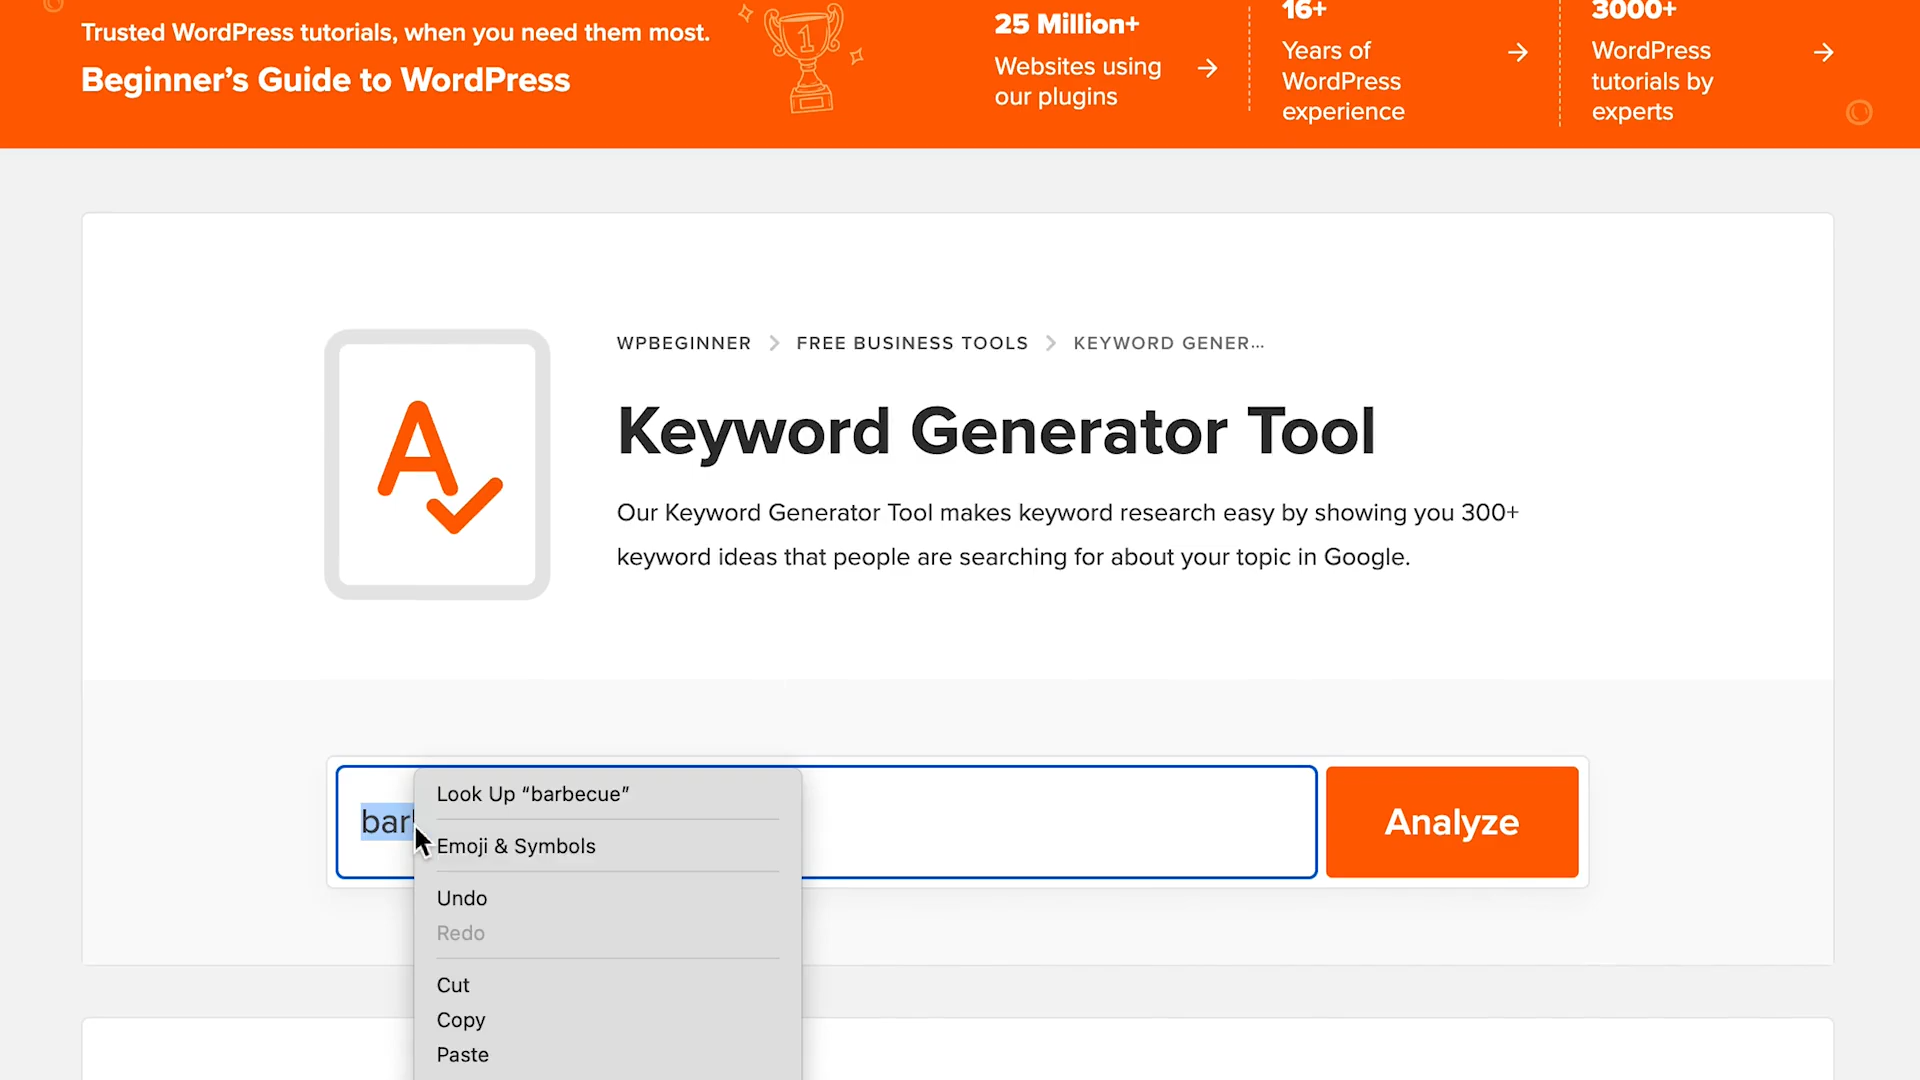 Trusted WordPress tutorials, when you need them most.
Beginner’s Guide to WordPress
1
25 Million+
Websites using
our plugins
16+
Years of
WordPress
experience
3000+
WordPress
tutorials by
experts
WPBEGINNER
FREE BUSINESS TOOLS
KEYWORD GENER...
Keyword Generator Tool
Our Keyword Generator Tool makes keyword research easy by showing you 300+
keyword ideas that people are searching for about your topic in Google.
bar
Analyze
Look Up “barbecue”
Emoji & Symbols
Undo
Redo
Cut
Copy
Paste